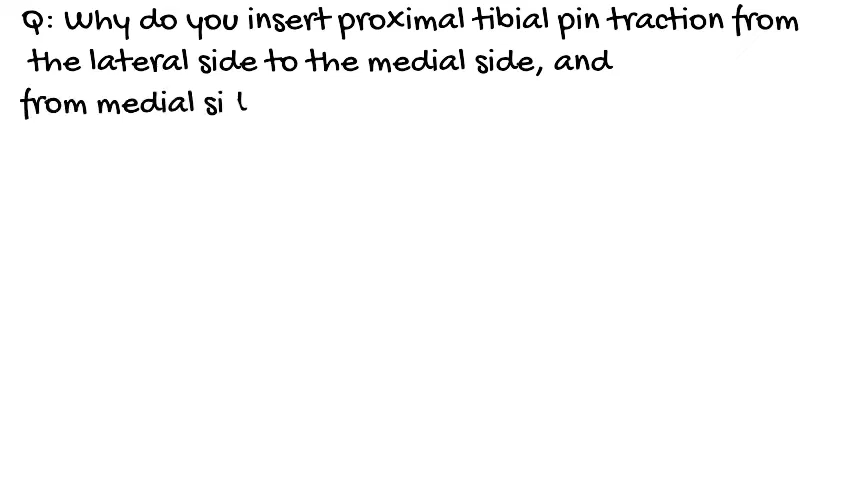 Q: Why do you insert proximal tibial pin traction from
the lateral side to the medial side, and
from medial si